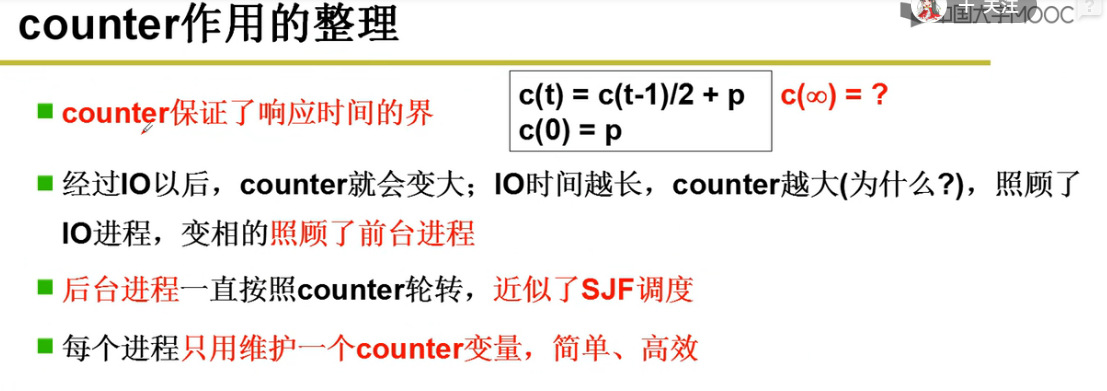 counter作用的整理
十 关注
中国大学MOOC
?
counter保证了响应时间的界
c(t) = c(t-1)/2 + p
c(0) = p
c(∞) = ?
经过IO以后，counter就会变大；IO时间越长，counter越大(为什么?)，照顾了
IO进程，变相的照顾了前台进程
后台进程一直按照counter轮转，近似了SJF调度
每个进程只用维护一个counter变量，简单、高效